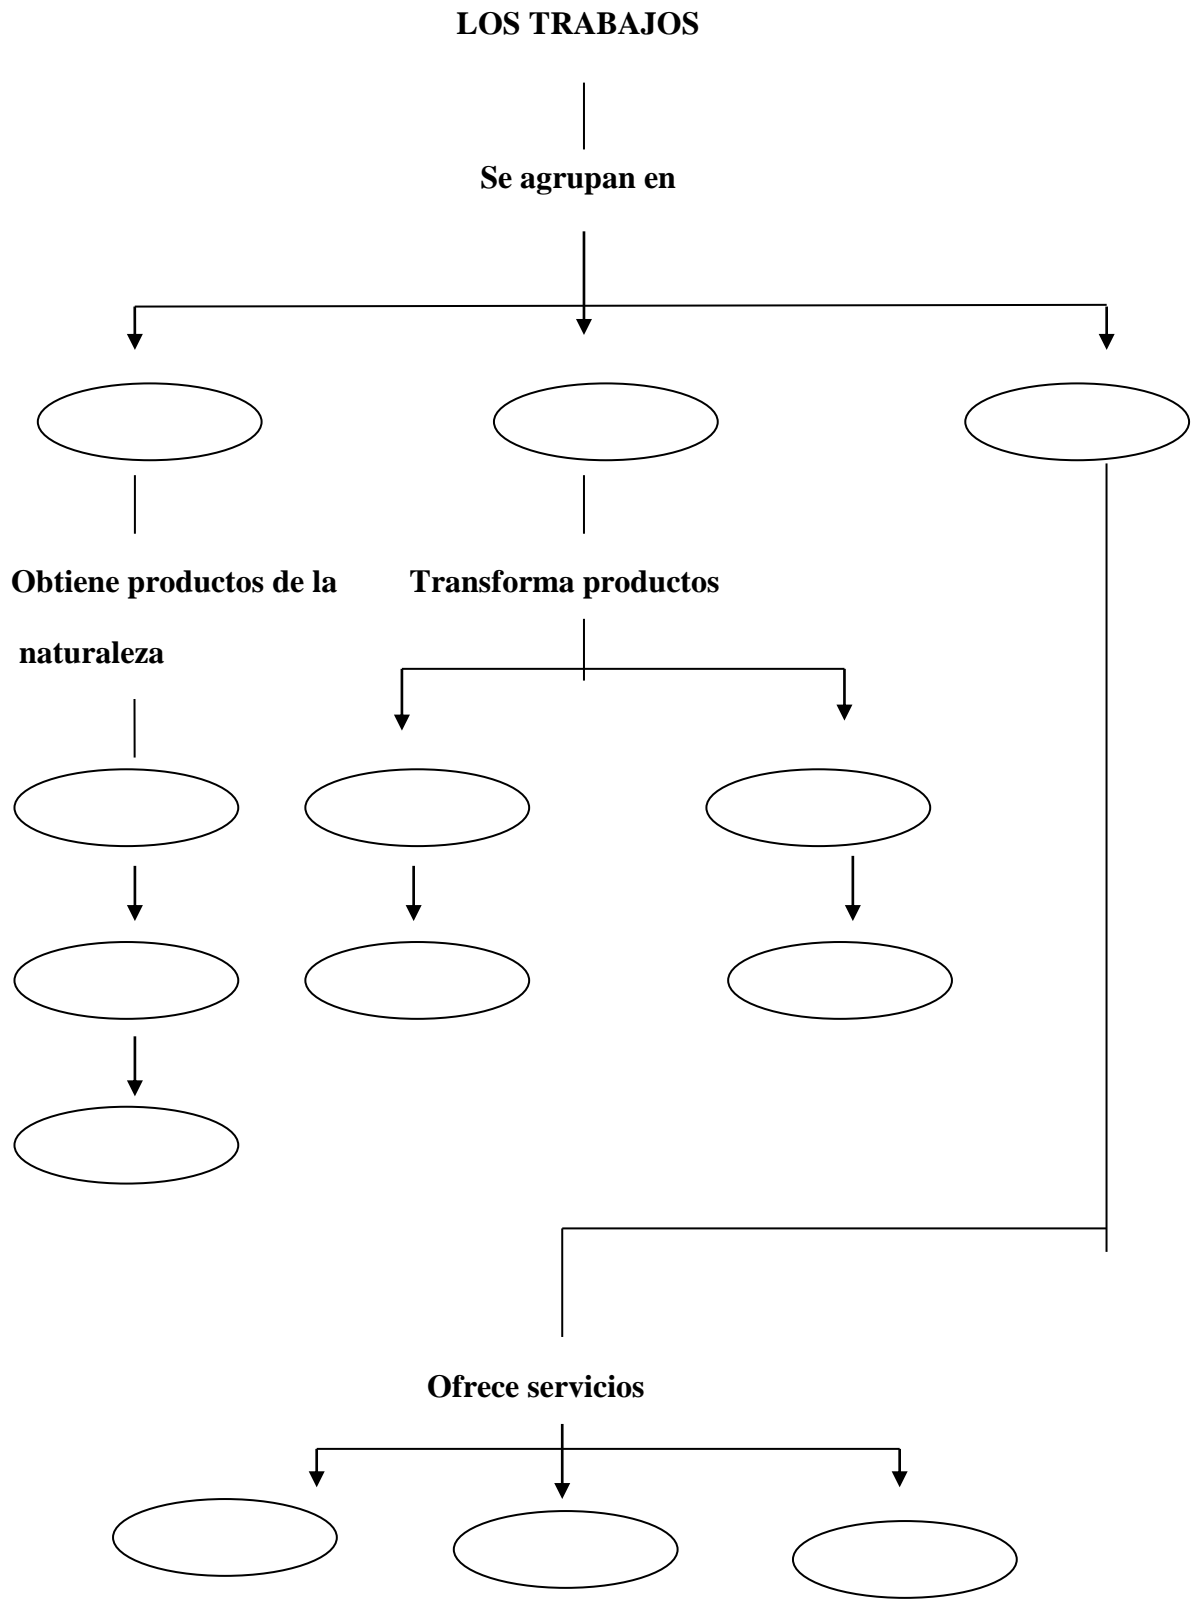 LOS TRABAJOS
Se agrupan en
Obtiene productos de la
naturaleza
Transforma productos
Ofrece servicios